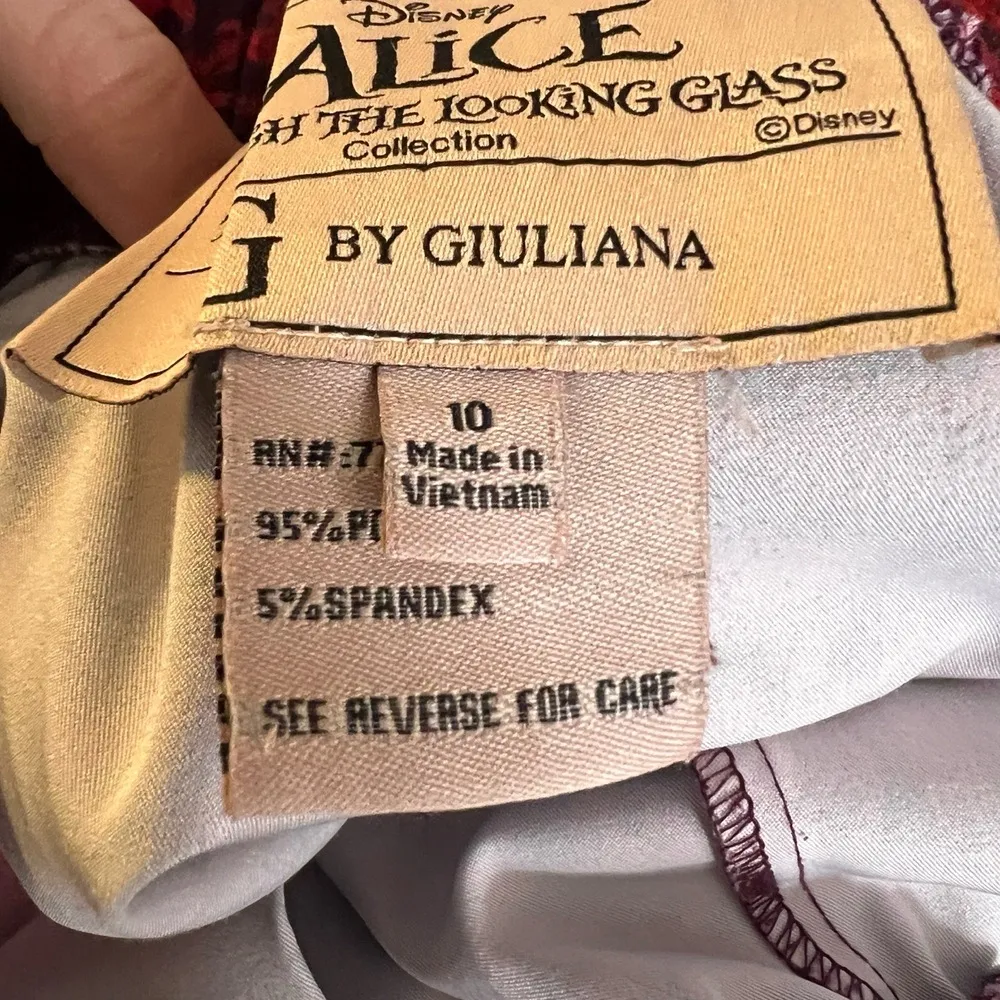 Disney
ALiCE
GH THE LOOKiNG GLASS
Collection
©Disney
G BY GIULIANA
10
Made in
Vietnam
RN#:7
95%
5%SPANDEX
SEE REVERSE FOR CARE